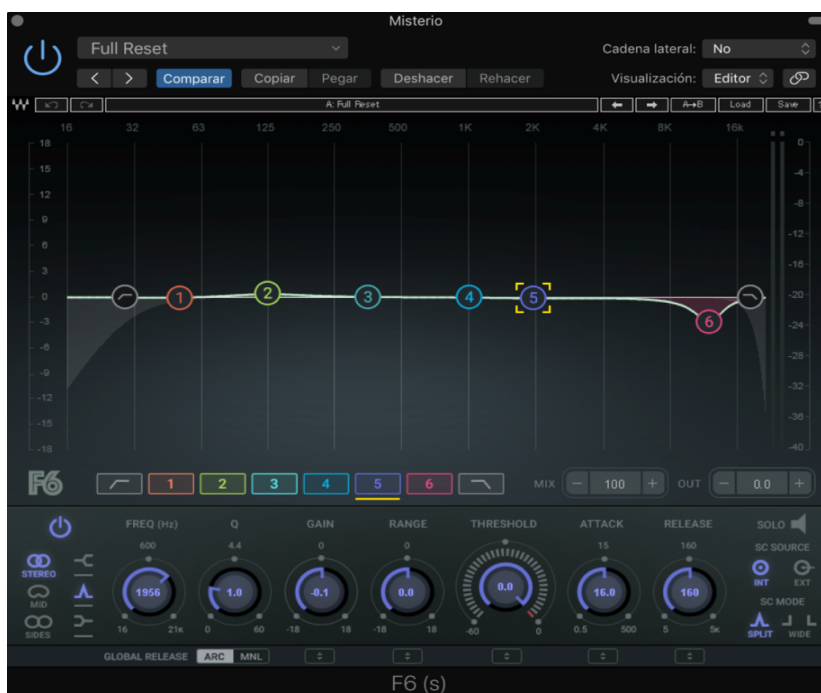 Misterio
Full Reset
Cadena lateral: No
Comparar Copiar Pegar Deshacer Rehacer Visualización: Editor
A: Full Reset A→B Load Save ?
16 32 63 125 250 500 1K 2K 4K 8K 16k
18 0
15 -4
12 -8
9 -12
6 -16
3 -20
0 -24
-3 -28
-6 -32
-9 -36
-12 -40
-15
-18
1 2 3 4 5 6
F6 1 2 3 4 5 6 MIX - 100 + OUT - 0.0 +
FREQ (Hz) Q GAIN RANGE THRESHOLD ATTACK RELEASE SOLO
600 4.4 0 0 15 160 SC SOURCE
STEREO 1956 1.0 -0.1 0.0 0.0 16.0 160 INT EXT
MID SC MODE
16 21K 0 60 -18 18 -18 18 -60 0 0.5 500 5 5K
SIDES SPLIT WIDE
GLOBAL RELEASE ARC MNL
F6 (s)